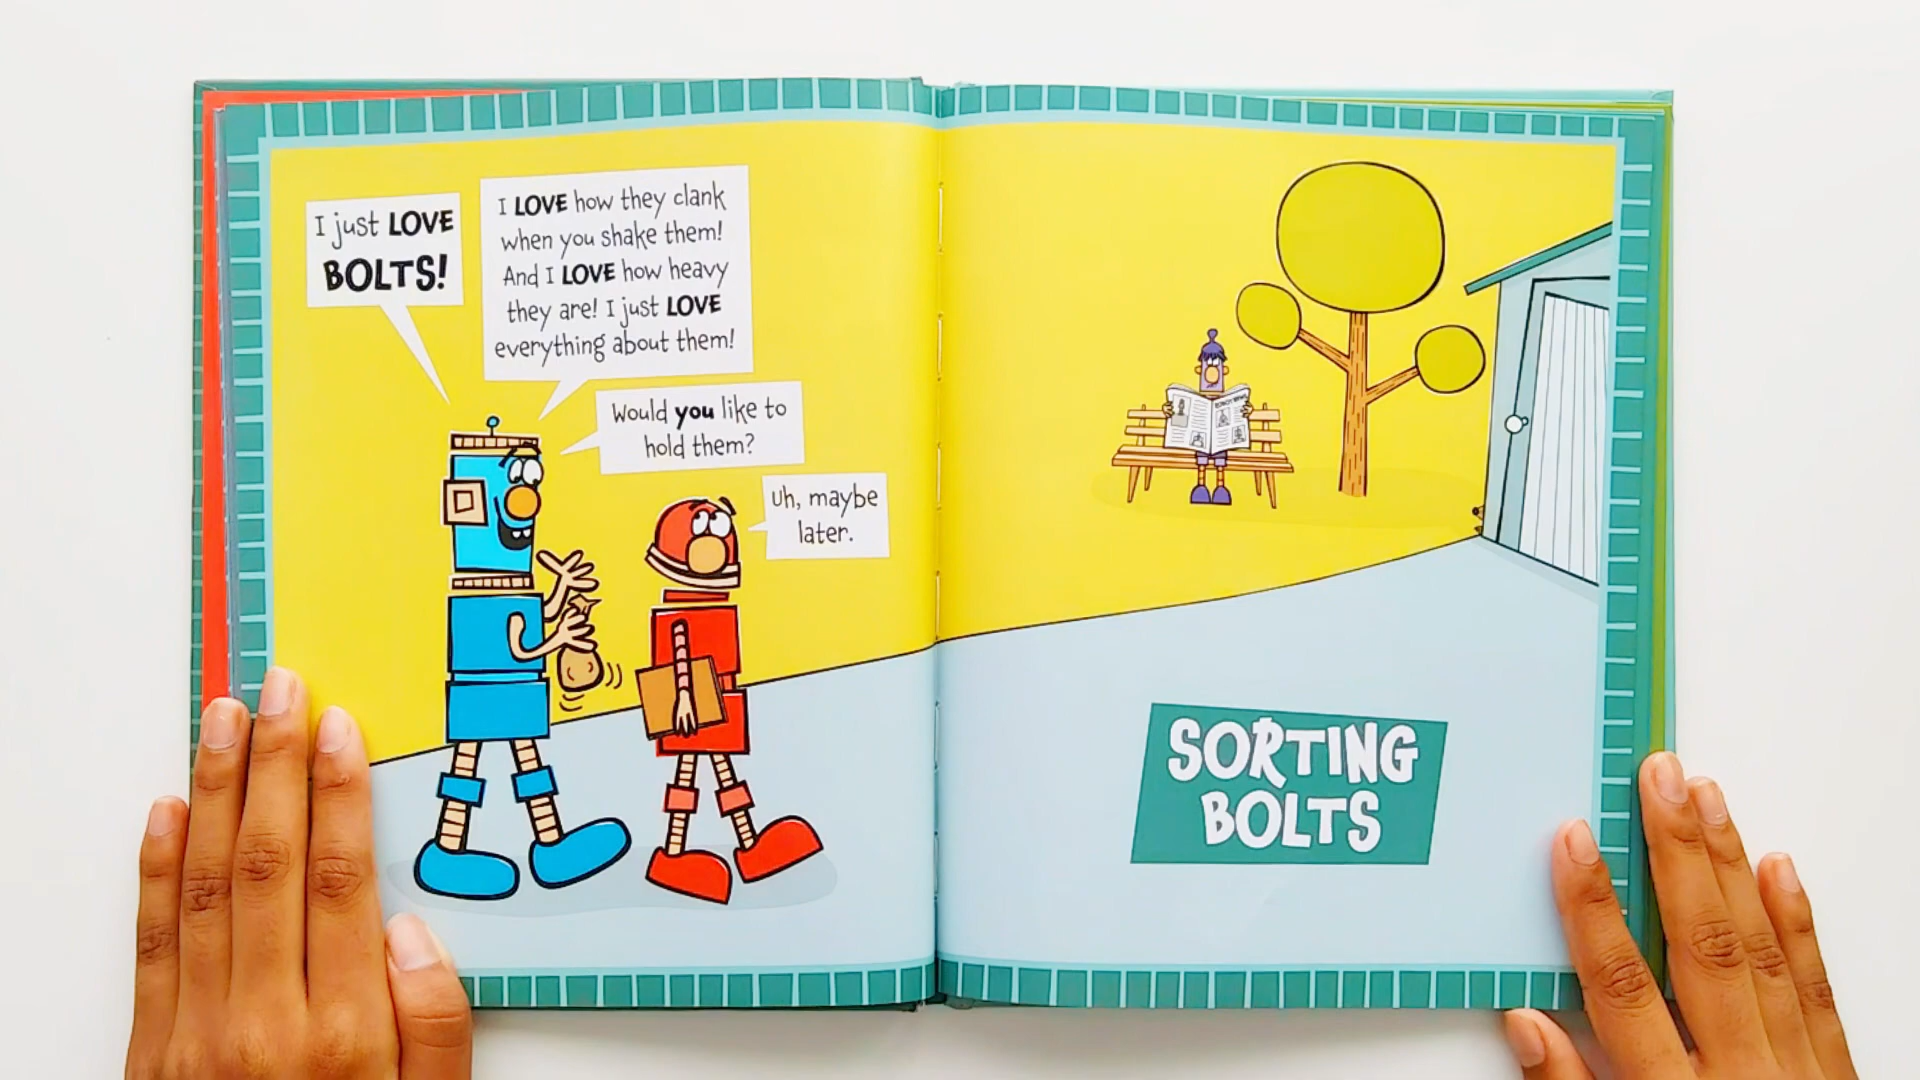 I just LOVE
BOLTS!
I LOVE how they clank
when you shake them!
And I LOVE how heavy
they are! I just LOVE
everything about them!
Would you like to
hold them?
Uh, maybe
later.
SORTING
BOLTS